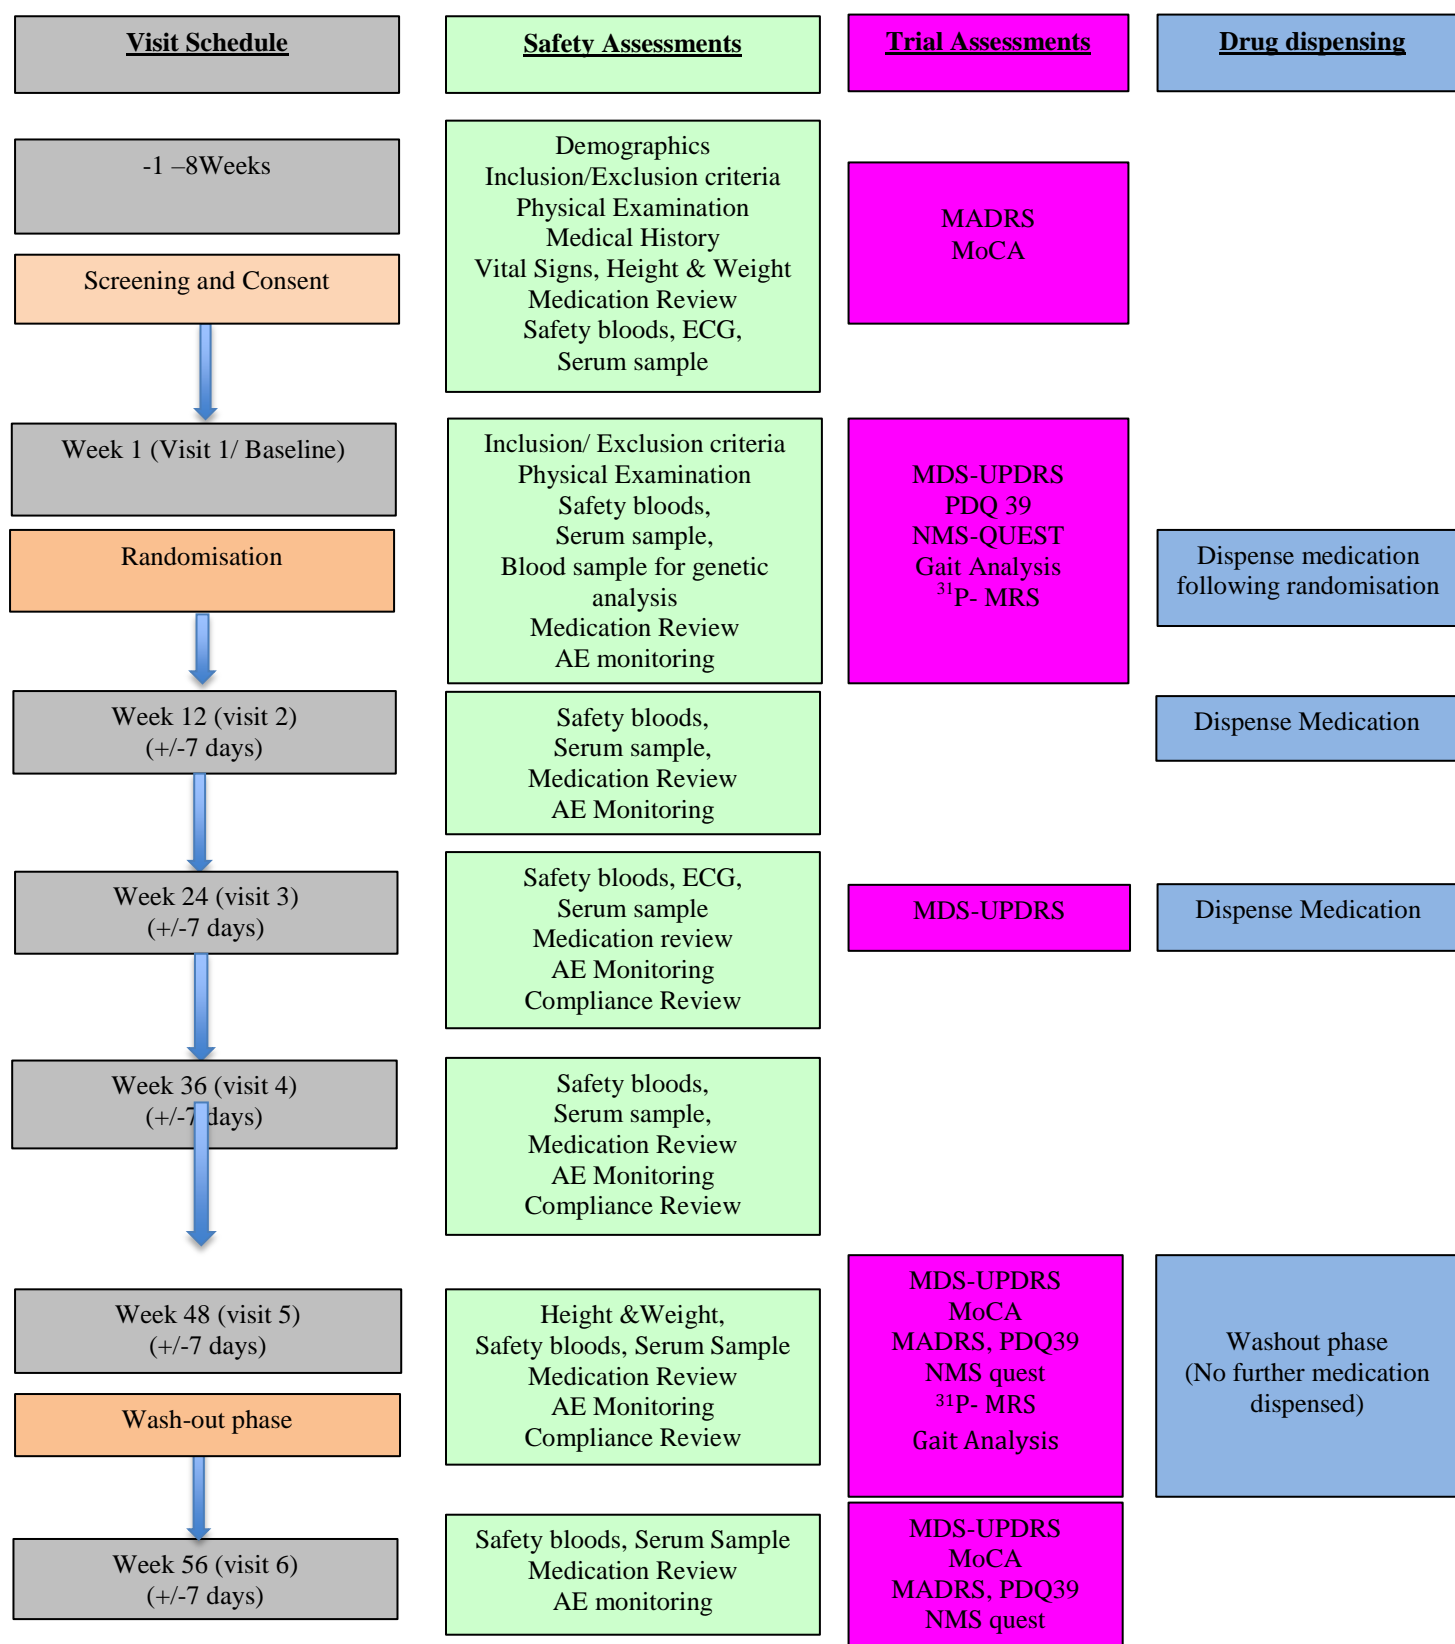 Visit Schedule
Safety Assessments
Trial Assessments
Drug dispensing
-1 –8Weeks
Screening and Consent
Demographics
Inclusion/Exclusion criteria
Physical Examination
Medical History
Vital Signs, Height & Weight
Medication Review
Safety bloods, ECG,
Serum sample
MADRS
MoCA
Week 1 (Visit 1/ Baseline)
Randomisation
Inclusion/ Exclusion criteria
Physical Examination
Safety bloods,
Serum sample,
Blood sample for genetic
analysis
Medication Review
AE monitoring
MDS-UPDRS
PDQ 39
NMS-QUEST
Gait Analysis
³¹P- MRS
Dispense medication
following randomisation
Week 12 (visit 2)
(+/-7 days)
Safety bloods,
Serum sample,
Medication Review
AE Monitoring
Dispense Medication
Week 24 (visit 3)
(+/-7 days)
Safety bloods, ECG,
Serum sample
Medication review
AE Monitoring
Compliance Review
MDS-UPDRS
Dispense Medication
Week 36 (visit 4)
(+/-7 days)
Safety bloods,
Serum sample,
Medication Review
AE Monitoring
Compliance Review
Week 48 (visit 5)
(+/-7 days)
Wash-out phase
Height &Weight,
Safety bloods, Serum Sample
Medication Review
AE Monitoring
Compliance Review
MDS-UPDRS
MoCA
MADRS, PDQ39
NMS quest
³¹P- MRS
Gait Analysis
Washout phase
(No further medication
dispensed)
Week 56 (visit 6)
(+/-7 days)
Safety bloods, Serum Sample
Medication Review
AE monitoring
MDS-UPDRS
MoCA
MADRS, PDQ39
NMS quest